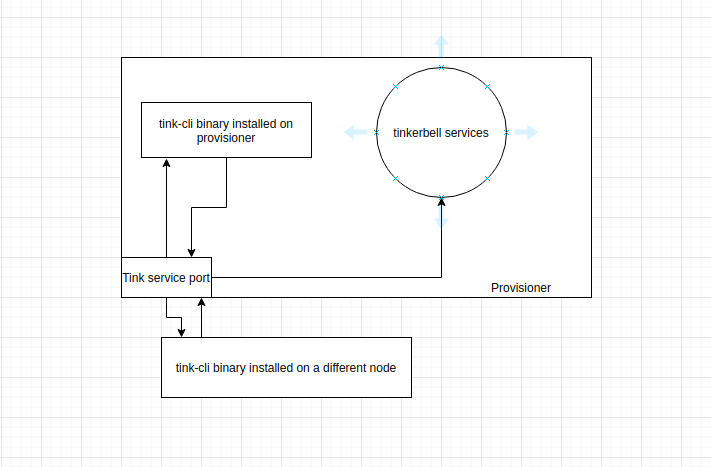 tink-cli binary installed on
provisioner
tinkerbell services
Tink service port
Provisioner
tink-cli binary installed on a different node